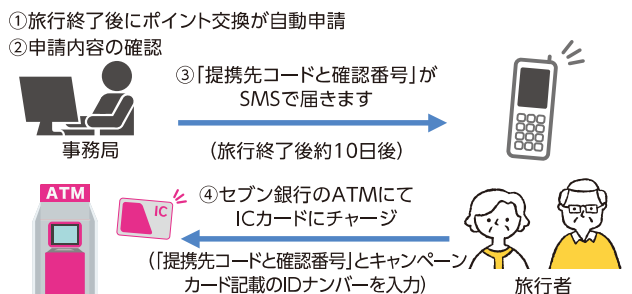 ①旅行終了後にポイント交換が自動申請
②申請内容の確認
③「提携先コードと確認番号」が
SMSで届きます
事務局
(旅行終了後約10日後)
ATM
IC
④セブン銀行のATMにて
ICカードにチャージ
(「提携先コードと確認番号」とキャンペーン
カード記載のIDナンバーを入力)
旅行者